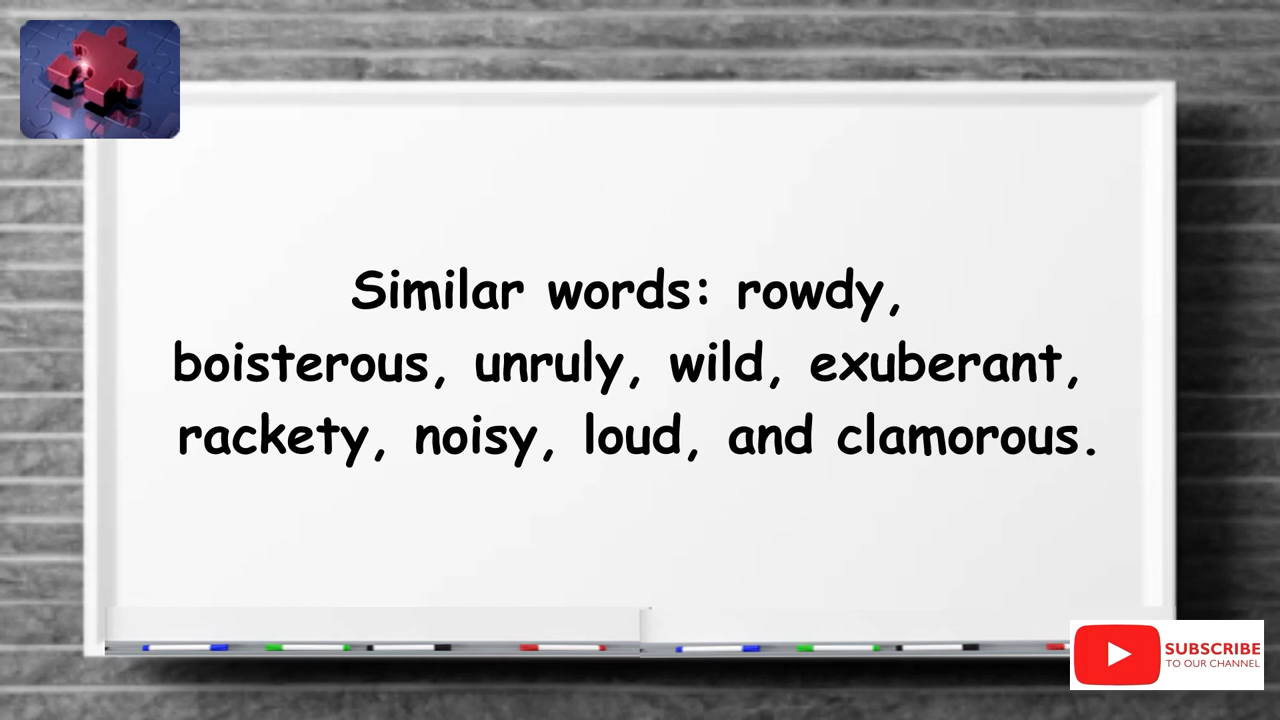 Similar words: rowdy,
boisterous, unruly, wild, exuberant,
rackety, noisy, loud, and clamorous.
SUBSCRIBE
TO OUR CHANNEL